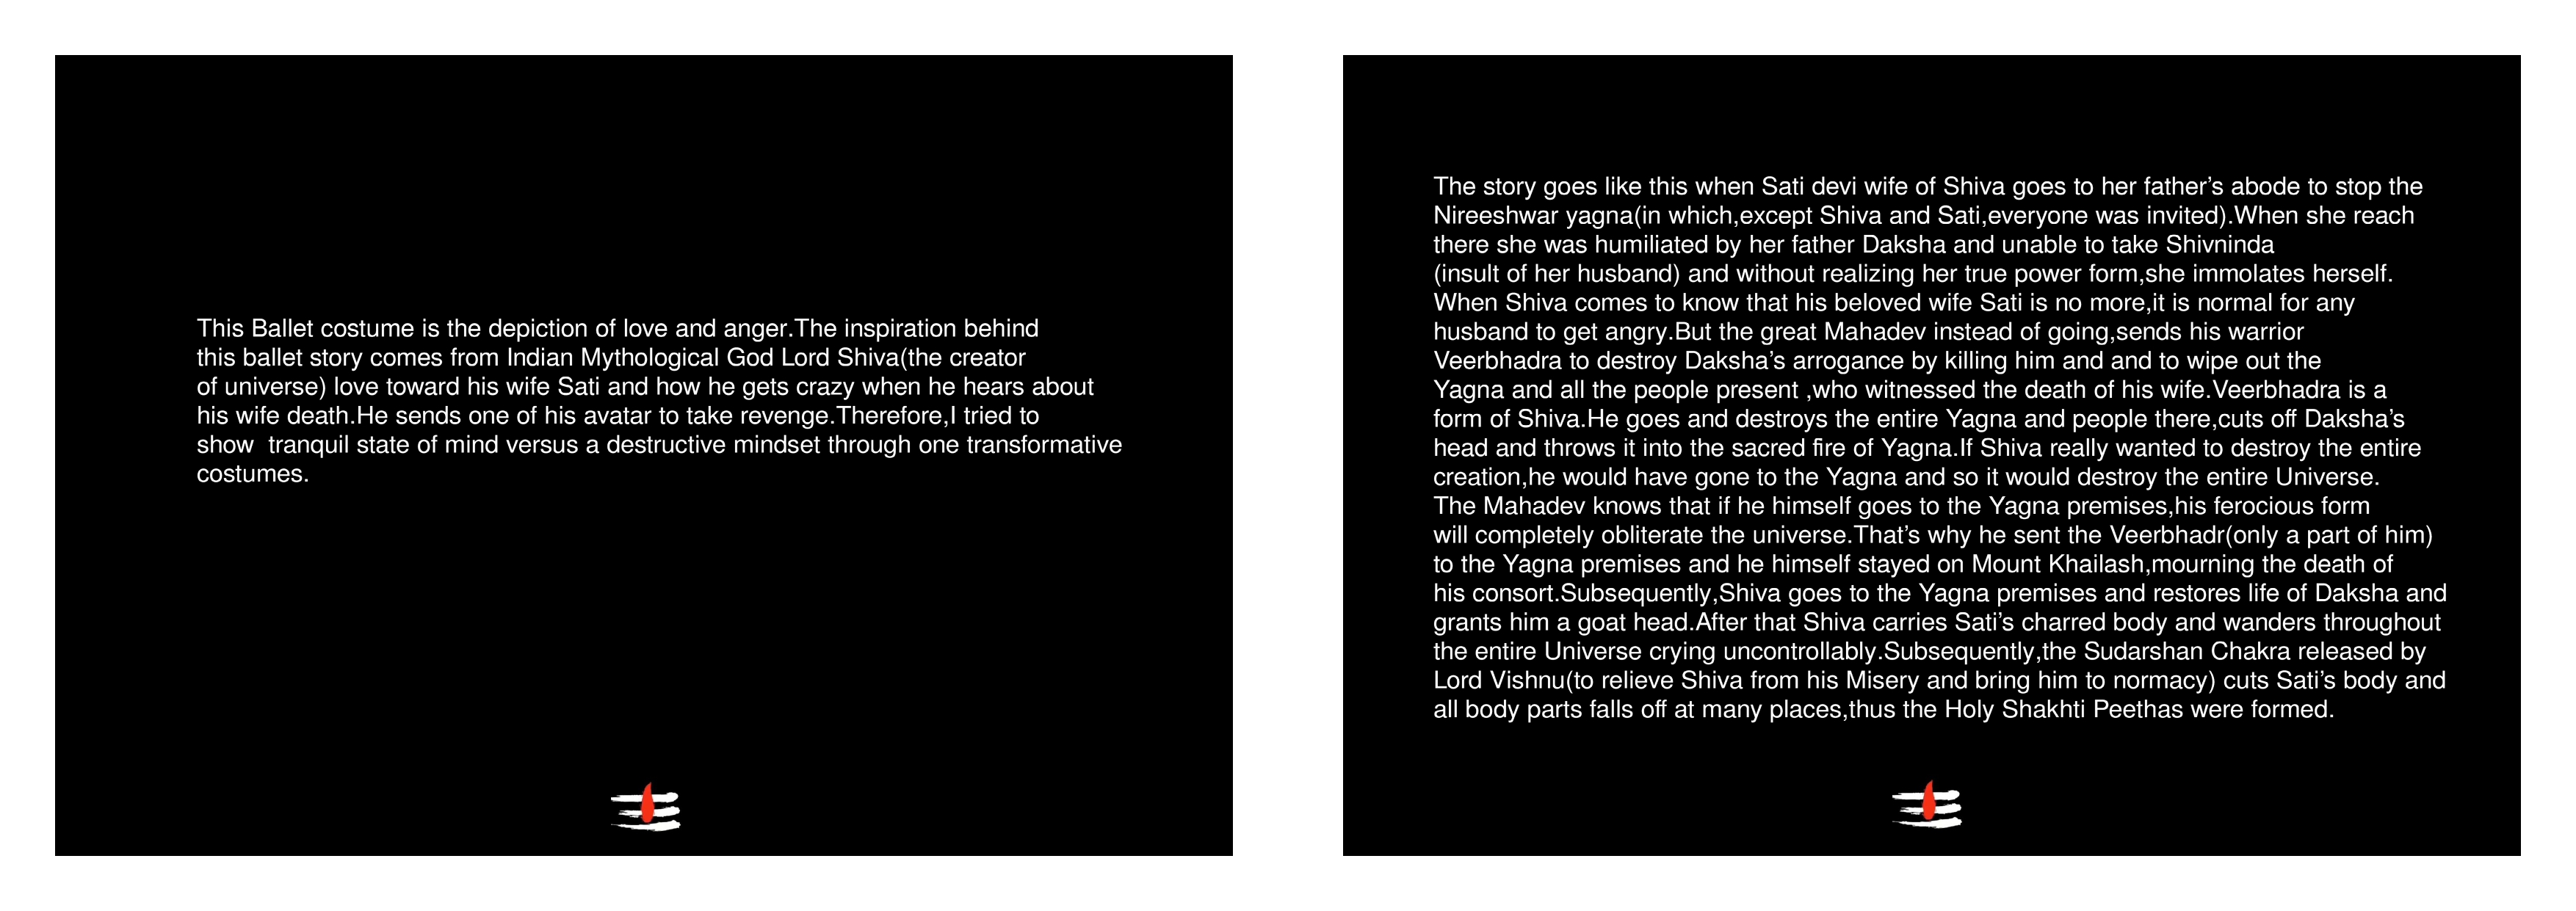 This Ballet costume is the depiction of love and anger.The inspiration behind
this ballet story comes from Indian Mythological God Lord Shiva(the creator
of universe) love toward his wife Sati and how he gets crazy when he hears about
his wife death.He sends one of his avatar to take revenge.Therefore,I tried to
show  tranquil state of mind versus a destructive mindset through one transformative
costumes.
The story goes like this when Sati devi wife of Shiva goes to her father’s abode to stop the
Nireeshwar yagna(in which,except Shiva and Sati,everyone was invited).When she reach
there she was humiliated by her father Daksha and unable to take Shivninda
(insult of her husband) and without realizing her true power form,she immolates herself.
When Shiva comes to know that his beloved wife Sati is no more,it is normal for any
husband to get angry.But the great Mahadev instead of going,sends his warrior
Veerbhadra to destroy Daksha’s arrogance by killing him and and to wipe out the
Yagna and all the people present ,who witnessed the death of his wife.Veerbhadra is a
form of Shiva.He goes and destroys the entire Yagna and people there,cuts off Daksha’s
head and throws it into the sacred fire of Yagna.If Shiva really wanted to destroy the entire
creation,he would have gone to the Yagna and so it would destroy the entire Universe.
The Mahadev knows that if he himself goes to the Yagna premises,his ferocious form
will completely obliterate the universe.That’s why he sent the Veerbhadr(only a part of him)
to the Yagna premises and he himself stayed on Mount Khailash,mourning the death of
his consort.Subsequently,Shiva goes to the Yagna premises and restores life of Daksha and
grants him a goat head.After that Shiva carries Sati’s charred body and wanders throughout
the entire Universe crying uncontrollably.Subsequently,the Sudarshan Chakra released by
Lord Vishnu(to relieve Shiva from his Misery and bring him to normacy) cuts Sati’s body and
all body parts falls off at many places,thus the Holy Shakhti Peethas were formed.